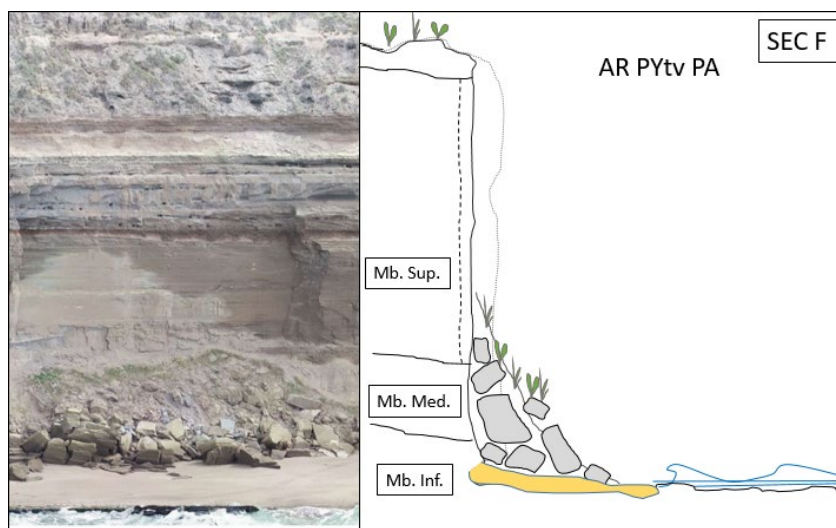 SEC F
AR PYtv PA
Mb. Sup.
Mb. Med.
Mb. Inf.